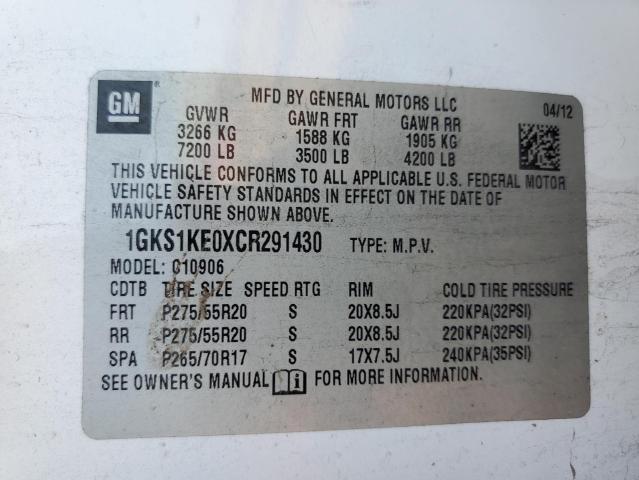 GM
MFD BY GENERAL MOTORS LLC
04/12
GVWR GAWR FRT GAWR RR
3266 KG 1588 KG 1905 KG
7200 LB 3500 LB 4200 LB
THIS VEHICLE CONFORMS TO ALL APPLICABLE U.S. FEDERAL MOTOR
VEHICLE SAFETY STANDARDS IN EFFECT ON THE DATE OF
MANUFACTURE SHOWN ABOVE.
1GKS1KE0XCR291430 TYPE: M.P.V.
MODEL: C10906
CDTB TIRE SIZE SPEED RTG RIM COLD TIRE PRESSURE
FRT P275/55R20 S 20X8.5J 220KPA(32PSI)
RR P275/55R20 S 20X8.5J 220KPA(32PSI)
SPA P265/70R17 S 17X7.5J 240KPA(35PSI)
SEE OWNER'S MANUAL i FOR MORE INFORMATION.